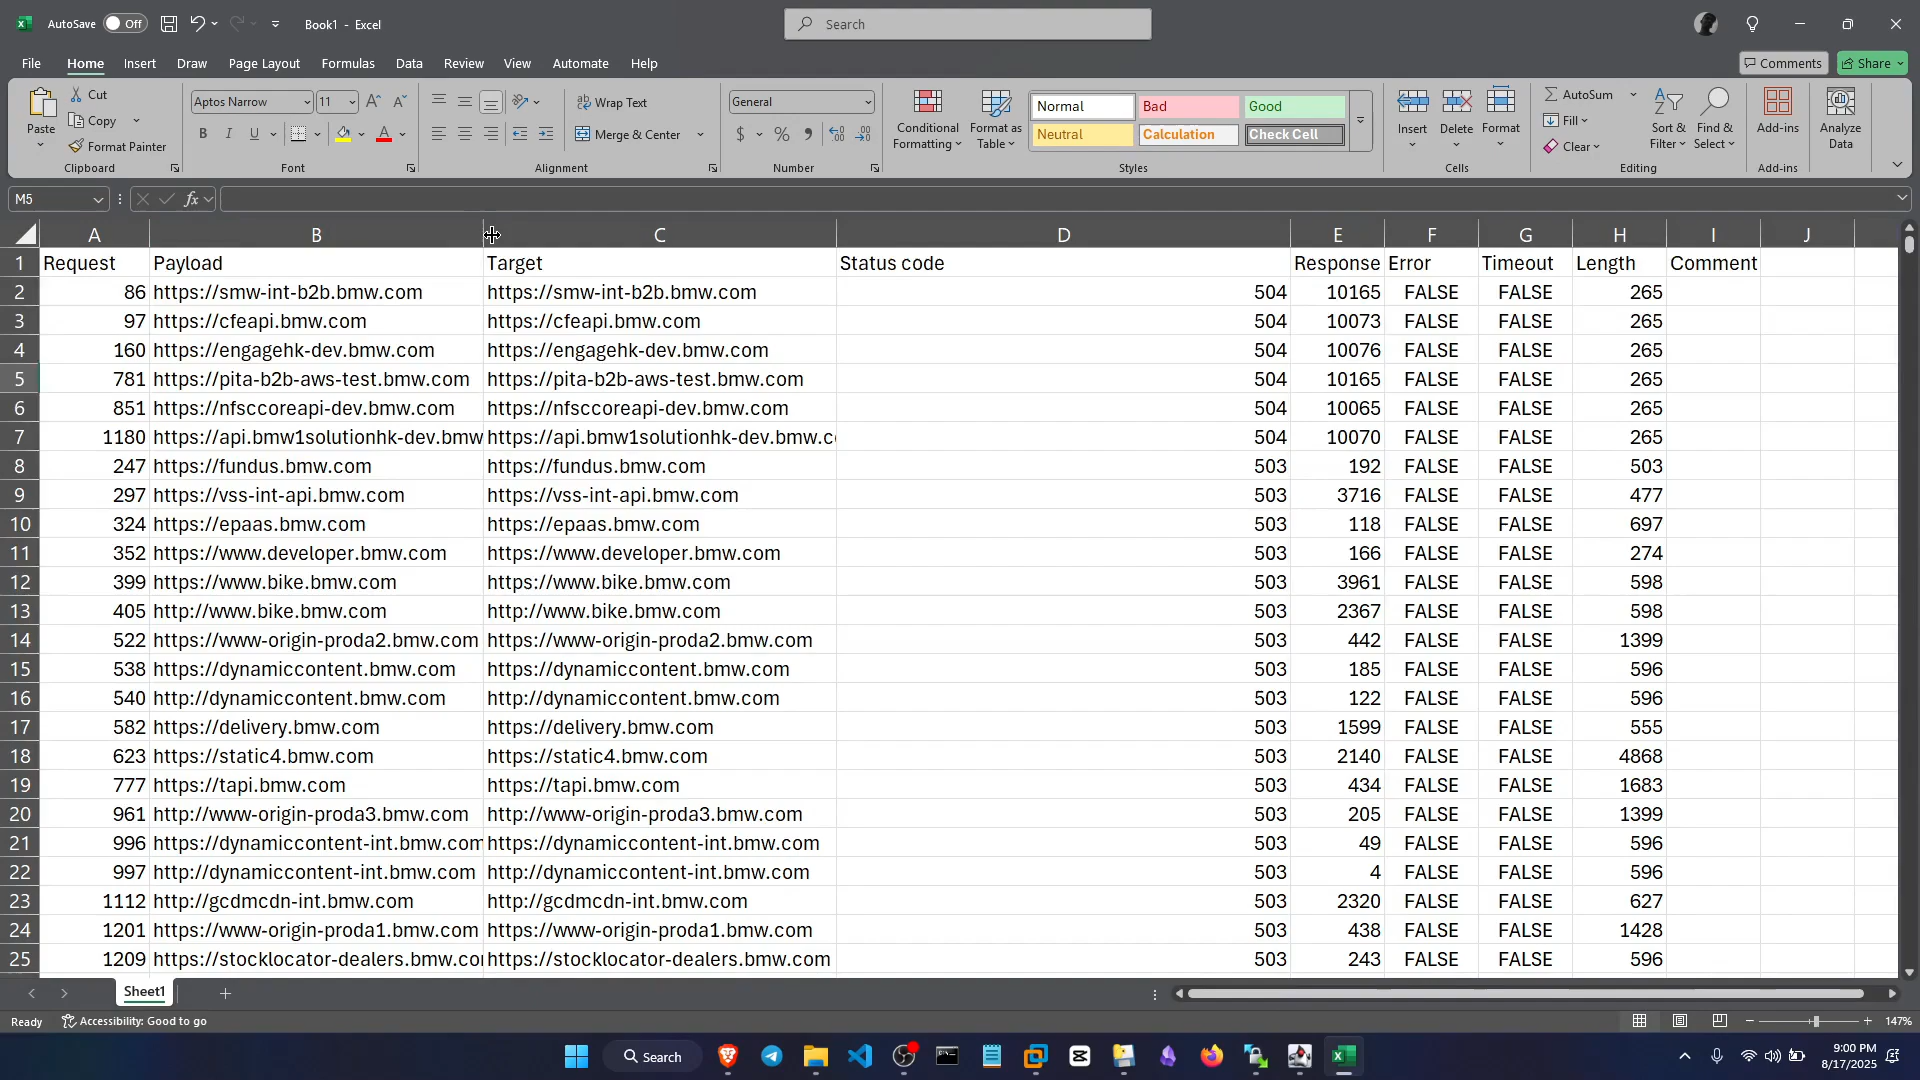 AutoSave Off Book1 - Excel Search
File Home Insert Draw Page Layout Formulas Data Review View Automate Help Comments Share
Paste Cut Copy Format Painter Clipboard
Aptos Narrow 11 B I U A Font
Wrap Text Merge & Center Alignment
General $ % , Number
Conditional Formatting Format as Table
Normal Bad Good
Neutral Calculation Check Cell
Styles
Insert Delete Format Cells
AutoSum Fill Clear Sort & Filter Find & Select Editing
Add-ins Add-ins
Analyze Data
M5 fx
A B C D E F G H I J
1 Request Payload Target Status code Response Error Timeout Length Comment
2 86 https://smw-int-b2b.bmw.com https://smw-int-b2b.bmw.com 504 10165 FALSE FALSE 265
3 97 https://cfeapi.bmw.com https://cfeapi.bmw.com 504 10073 FALSE FALSE 265
4 160 https://engagehk-dev.bmw.com https://engagehk-dev.bmw.com 504 10076 FALSE FALSE 265
5 781 https://pita-b2b-aws-test.bmw.com https://pita-b2b-aws-test.bmw.com 504 10165 FALSE FALSE 265
6 851 https://nfsccoreapi-dev.bmw.com https://nfsccoreapi-dev.bmw.com 504 10065 FALSE FALSE 265
7 1180 https://api.bmw1solutionhk-dev.bmw https://api.bmw1solutionhk-dev.bmw.c 504 10070 FALSE FALSE 265
8 247 https://fundus.bmw.com https://fundus.bmw.com 503 192 FALSE FALSE 503
9 297 https://vss-int-api.bmw.com https://vss-int-api.bmw.com 503 3716 FALSE FALSE 477
10 324 https://epaas.bmw.com https://epaas.bmw.com 503 118 FALSE FALSE 697
11 352 https://www.developer.bmw.com https://www.developer.bmw.com 503 166 FALSE FALSE 274
12 399 https://www.bike.bmw.com https://www.bike.bmw.com 503 3961 FALSE FALSE 598
13 405 http://www.bike.bmw.com http://www.bike.bmw.com 503 2367 FALSE FALSE 598
14 522 https://www-origin-proda2.bmw.com https://www-origin-proda2.bmw.com 503 442 FALSE FALSE 1399
15 538 https://dynamiccontent.bmw.com https://dynamiccontent.bmw.com 503 185 FALSE FALSE 596
16 540 http://dynamiccontent.bmw.com http://dynamiccontent.bmw.com 503 122 FALSE FALSE 596
17 582 https://delivery.bmw.com https://delivery.bmw.com 503 1599 FALSE FALSE 555
18 623 https://static4.bmw.com https://static4.bmw.com 503 2140 FALSE FALSE 4868
19 777 https://tapi.bmw.com https://tapi.bmw.com 503 434 FALSE FALSE 1683
20 961 http://www-origin-proda3.bmw.com http://www-origin-proda3.bmw.com 503 205 FALSE FALSE 1399
21 996 https://dynamiccontent-int.bmw.com https://dynamiccontent-int.bmw.com 503 49 FALSE FALSE 596
22 997 http://dynamiccontent-int.bmw.com http://dynamiccontent-int.bmw.com 503 4 FALSE FALSE 596
23 1112 http://gcdmcdn-int.bmw.com http://gcdmcdn-int.bmw.com 503 2320 FALSE FALSE 627
24 1201 https://www-origin-proda1.bmw.com https://www-origin-proda1.bmw.com 503 438 FALSE FALSE 1428
25 1209 https://stocklocator-dealers.bmw.co https://stocklocator-dealers.bmw.com 503 243 FALSE FALSE 596
Sheet1
Ready Accessibility: Good to go 147%
Search 9:00 PM
8/17/2025